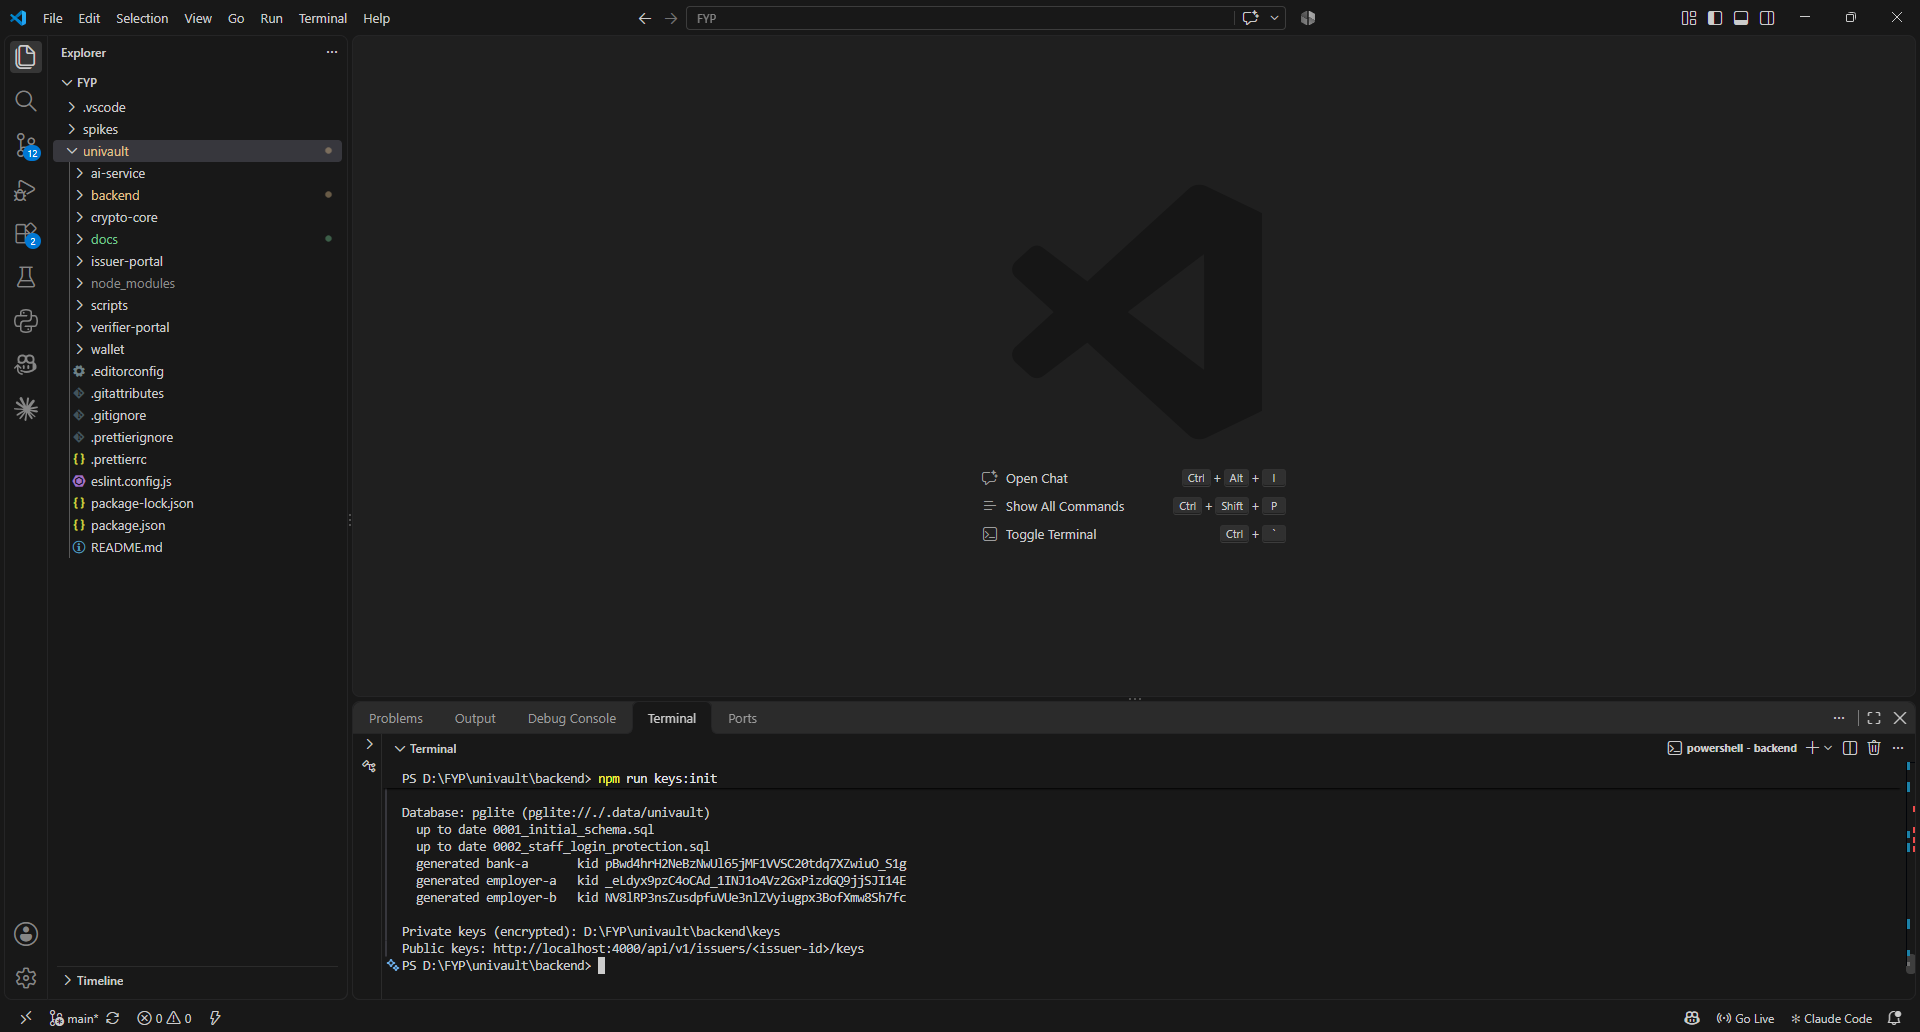 File Edit Selection View Go Run Terminal Help
FYP
Explorer
FYP
.vscode
spikes
12
univault
ai-service
backend
crypto-core
2
docs
issuer-portal
node_modules
scripts
verifier-portal
wallet
.editorconfig
.gitattributes
.gitignore
.prettierignore
.prettierrc
eslint.config.js
package-lock.json
package.json
README.md
Timeline
Open Chat Ctrl + Alt + I
Show All Commands Ctrl + Shift + P
Toggle Terminal Ctrl + `
Problems Output Debug Console Terminal Ports
Terminal
powershell - backend
PS D:\FYP\univault\backend> npm run keys:init
Database: pglite (pglite://./.data/univault)
up to date 0001_initial_schema.sql
up to date 0002_staff_login_protection.sql
generated bank-a kid pBwd4hrH2NeBzNwUl65jMF1VVSC20tdq7XZwiuO_S1g
generated employer-a kid _eLdyx9pzC4oCAd_1INJ1o4Vz2GxPizdGQ9jjSJI14E
generated employer-b kid NV8lRP3nsZusdpfuVUe3nlZVyiugpx3BofXmw8Sh7fc
Private keys (encrypted): D:\FYP\univault\backend\keys
Public keys: http://localhost:4000/api/v1/issuers/<issuer-id>/keys
PS D:\FYP\univault\backend>
main* 0 0
Go Live Claude Code